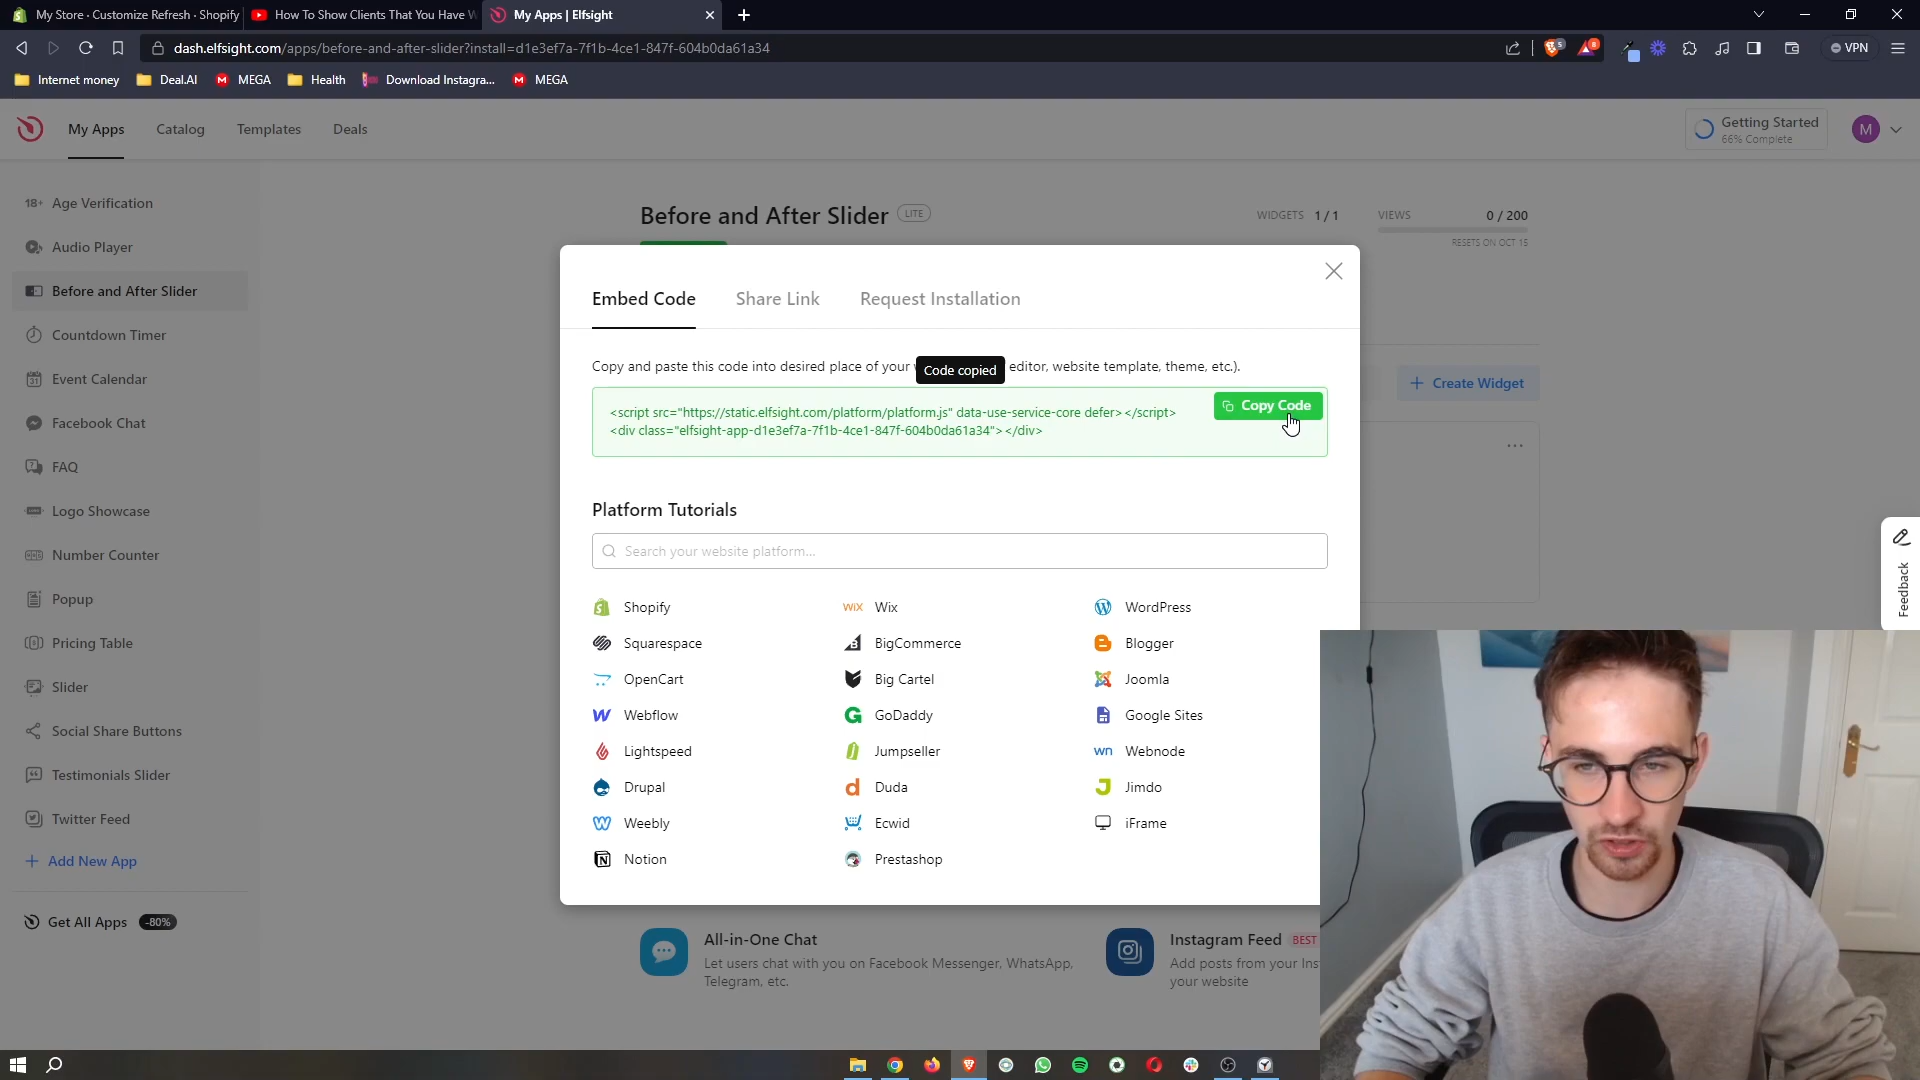 My Store · Customize Refresh · Shopify
How To Show Clients That You Have
My Apps | Elfsight
dash.elfsight.com/apps/before-and-after-slider?install=d1e3ef7a-7f1b-4ce1-847f-604b0da61a34
VPN
Internet money
Deal.AI
MEGA
Health
Download Instagra...
MEGA
My Apps
Catalog
Templates
Deals
Getting Started
66% Complete
M
18+ Age Verification
Audio Player
Before and After Slider
Countdown Timer
Event Calendar
Facebook Chat
FAQ
Logo Showcase
Number Counter
Popup
Pricing Table
Slider
Social Share Buttons
Testimonials Slider
Twitter Feed
+ Add New App
Get All Apps -80%
Before and After Slider LITE
WIDGETS 1/1
VIEWS 0 / 200
RESETS ON OCT 15
+ Create Widget
Embed Code
Share Link
Request Installation
Copy and paste this code into desired place of your
editor, website template, theme, etc.).
Code copied
<script src="https://static.elfsight.com/platform/platform.js" data-use-service-core defer></script>
<div class="elfsight-app-d1e3ef7a-7f1b-4ce1-847f-604b0da61a34"></div>
Copy Code
Platform Tutorials
Search your website platform...
Shopify
WIX Wix
WordPress
Squarespace
BigCommerce
Blogger
OpenCart
Big Cartel
Joomla
Webflow
GoDaddy
Google Sites
Lightspeed
Jumpseller
wn Webnode
Drupal
Duda
Jimdo
Weebly
Ecwid
iFrame
Notion
Prestashop
All-in-One Chat
Let users chat with you on Facebook Messenger, WhatsApp,
Telegram, etc.
Instagram Feed BEST
Add posts from your Ins
your website
Feedback